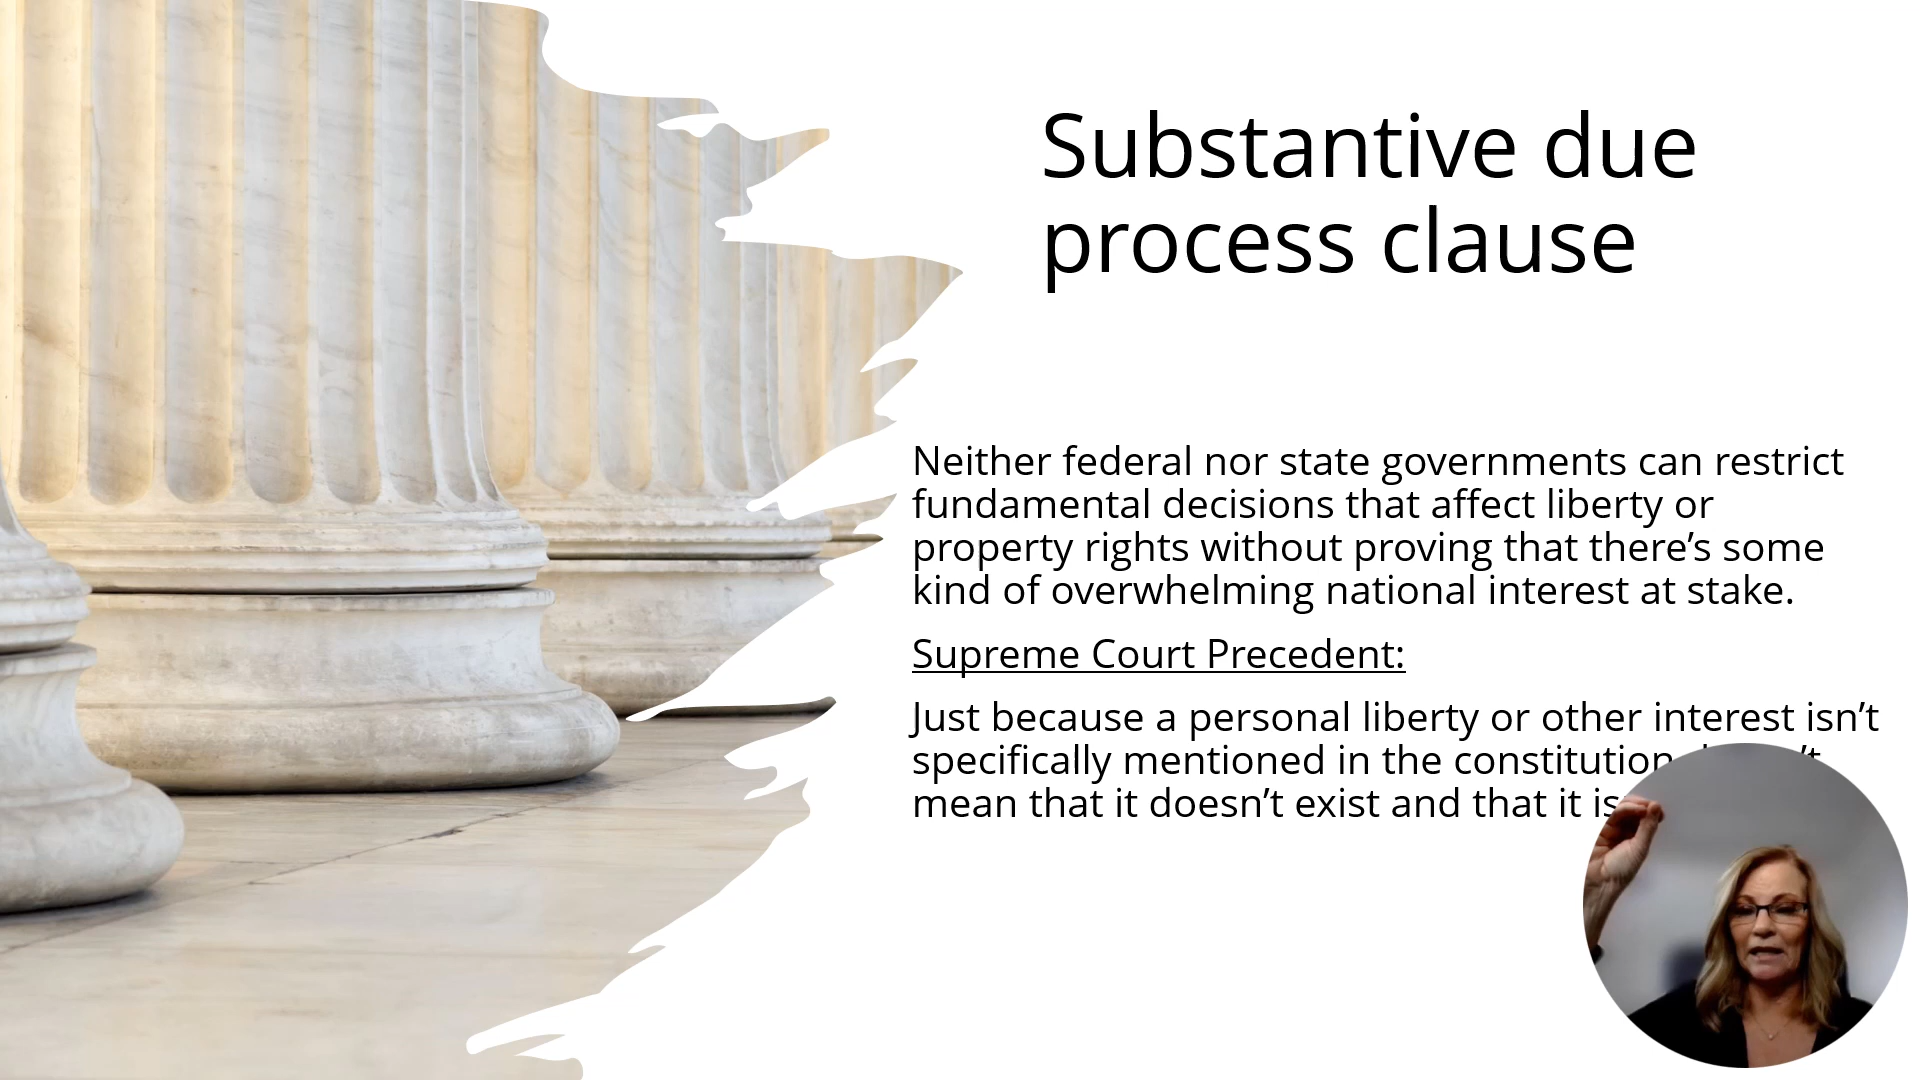 Substantive due
process clause
Neither federal nor state governments can restrict
fundamental decisions that affect liberty or
property rights without proving that there’s some
kind of overwhelming national interest at stake.
Supreme Court Precedent:
Just because a personal liberty or other interest isn’t
specifically mentioned in the constitution
mean that it doesn’t exist and that it